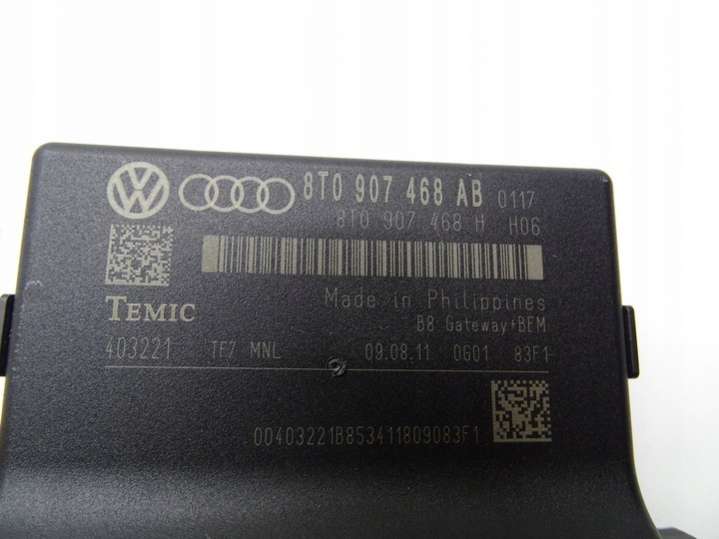 8T0 907 468 AB 0117
8T0 907 468 H H06
TEMIC
Made in Philippines
B8 Gateway+BEM
403221 TF7 MNL 09.08.11 0G01 83F1
00403221B853411809083F1